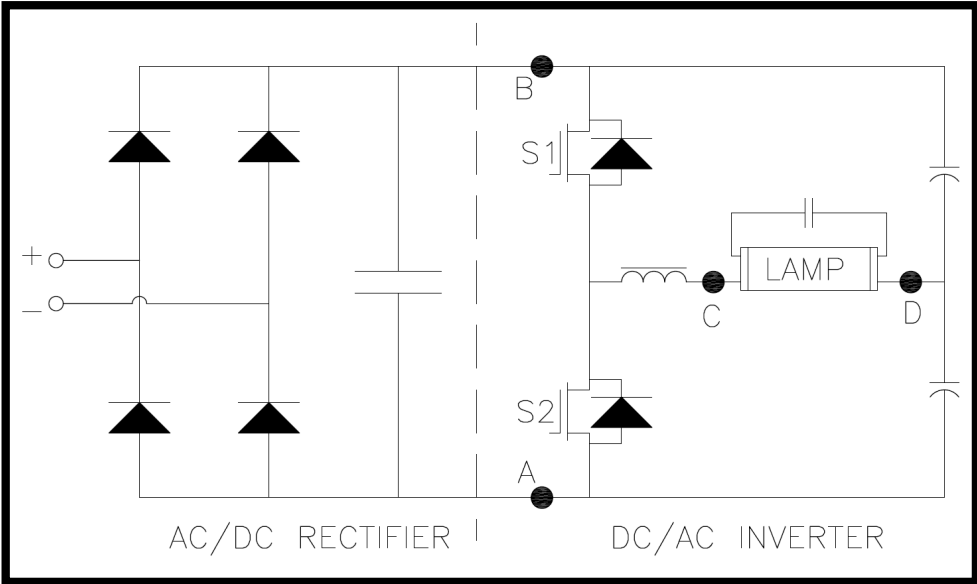 B
S1
+
LAMP
−
C
D
S2
A
AC/DC RECTIFIER
DC/AC INVERTER